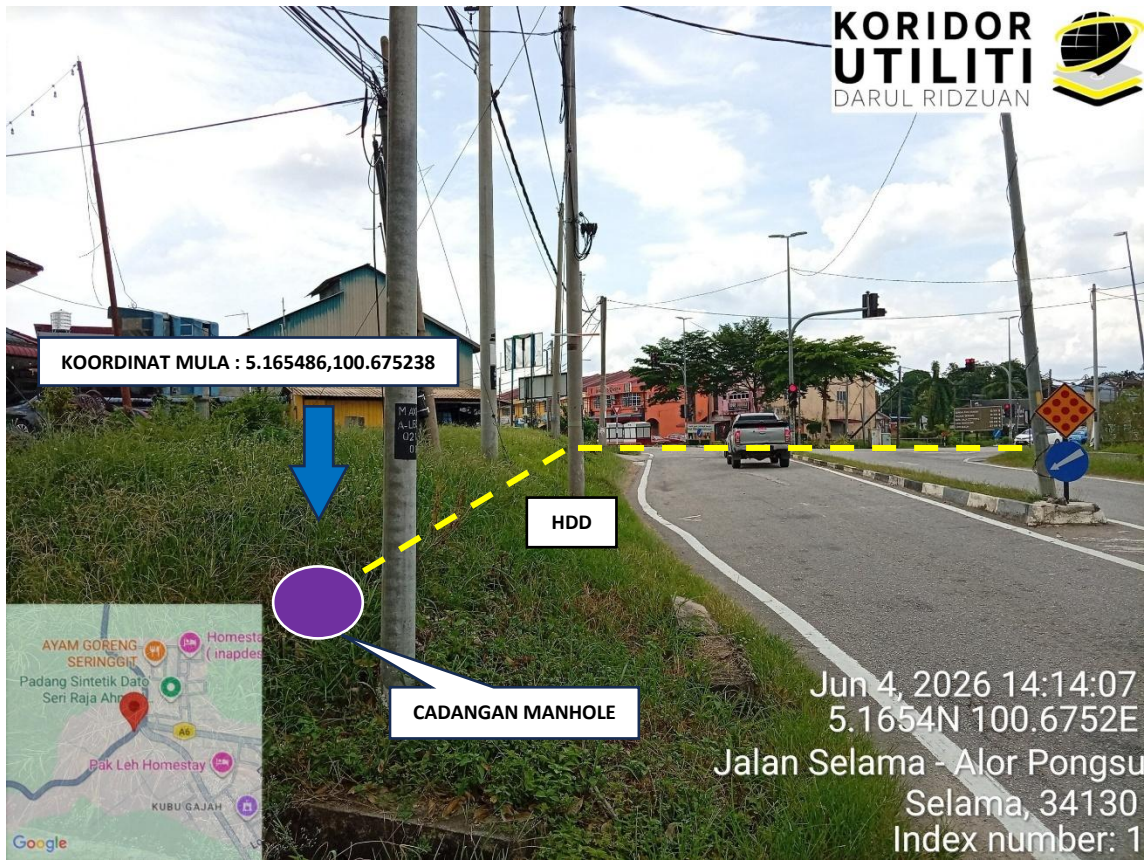 KORIDOR
UTILITI
DARUL RIDZUAN
KOORDINAT MULA : 5.165486,100.675238
HDD
CADANGAN MANHOLE
AYAM GORENG
SERINGGIT
Homesta
Padang Sintetik Dato'
Seri Raja Ahm
A6
Pak Leh Homestay
KUBU GAJAH
Google
Jun 4, 2026 14:14:07
5.1654N 100.6752E
Jalan Selama - Alor Pongsu
Selama, 34130
Index number: 1